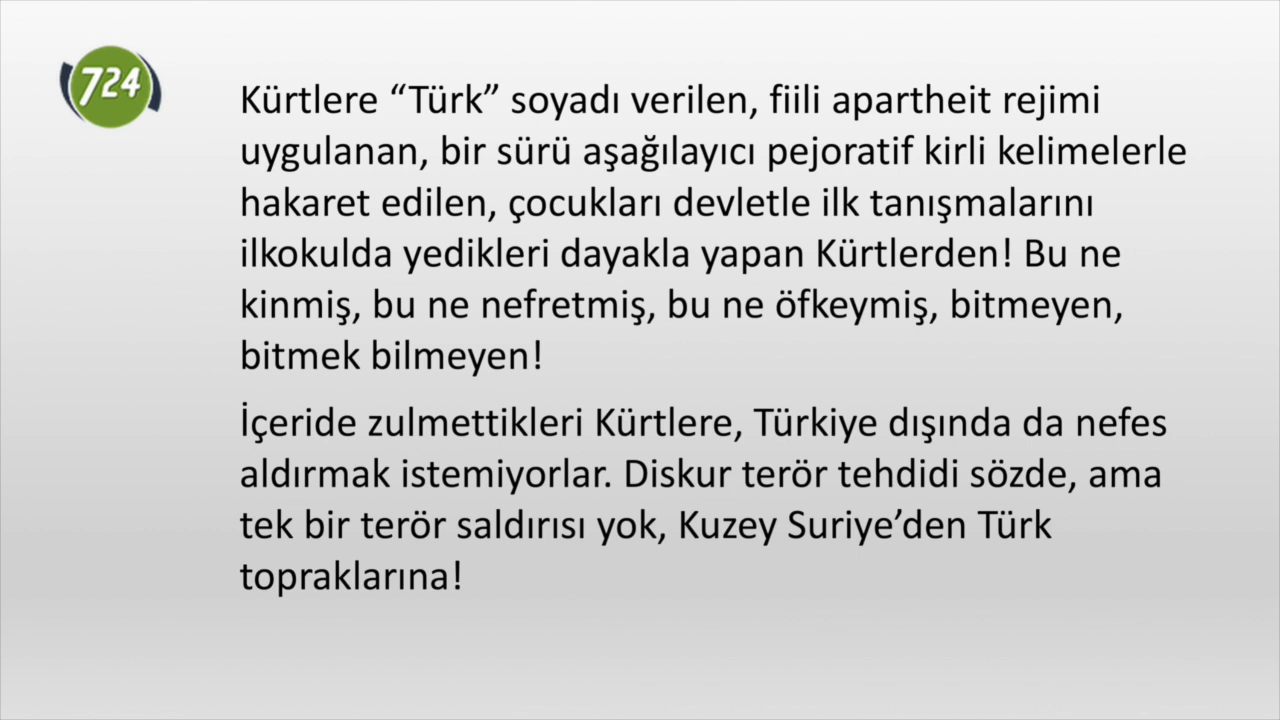 724
Kürtlere “Türk” soyadı verilen, fiili apartheit rejimi
uygulanan, bir sürü aşağılayıcı pejoratif kirli kelimelerle
hakaret edilen, çocukları devletle ilk tanışmalarını
ilkokulda yedikleri dayakla yapan Kürtlerden! Bu ne
kinmiş, bu ne nefretmiş, bu ne öfkeymiş, bitmeyen,
bitmek bilmeyen!
İçeride zulmettikleri Kürtlere, Türkiye dışında da nefes
aldırmak istemiyorlar. Diskur terör tehdidi sözde, ama
tek bir terör saldırısı yok, Kuzey Suriye’den Türk
topraklarına!